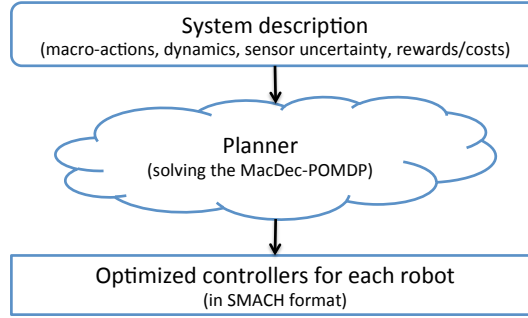 System description
(macro-actions, dynamics, sensor uncertainty, rewards/costs)
Planner
(solving the MacDec-POMDP)
Optimized controllers for each robot
(in SMACH format)